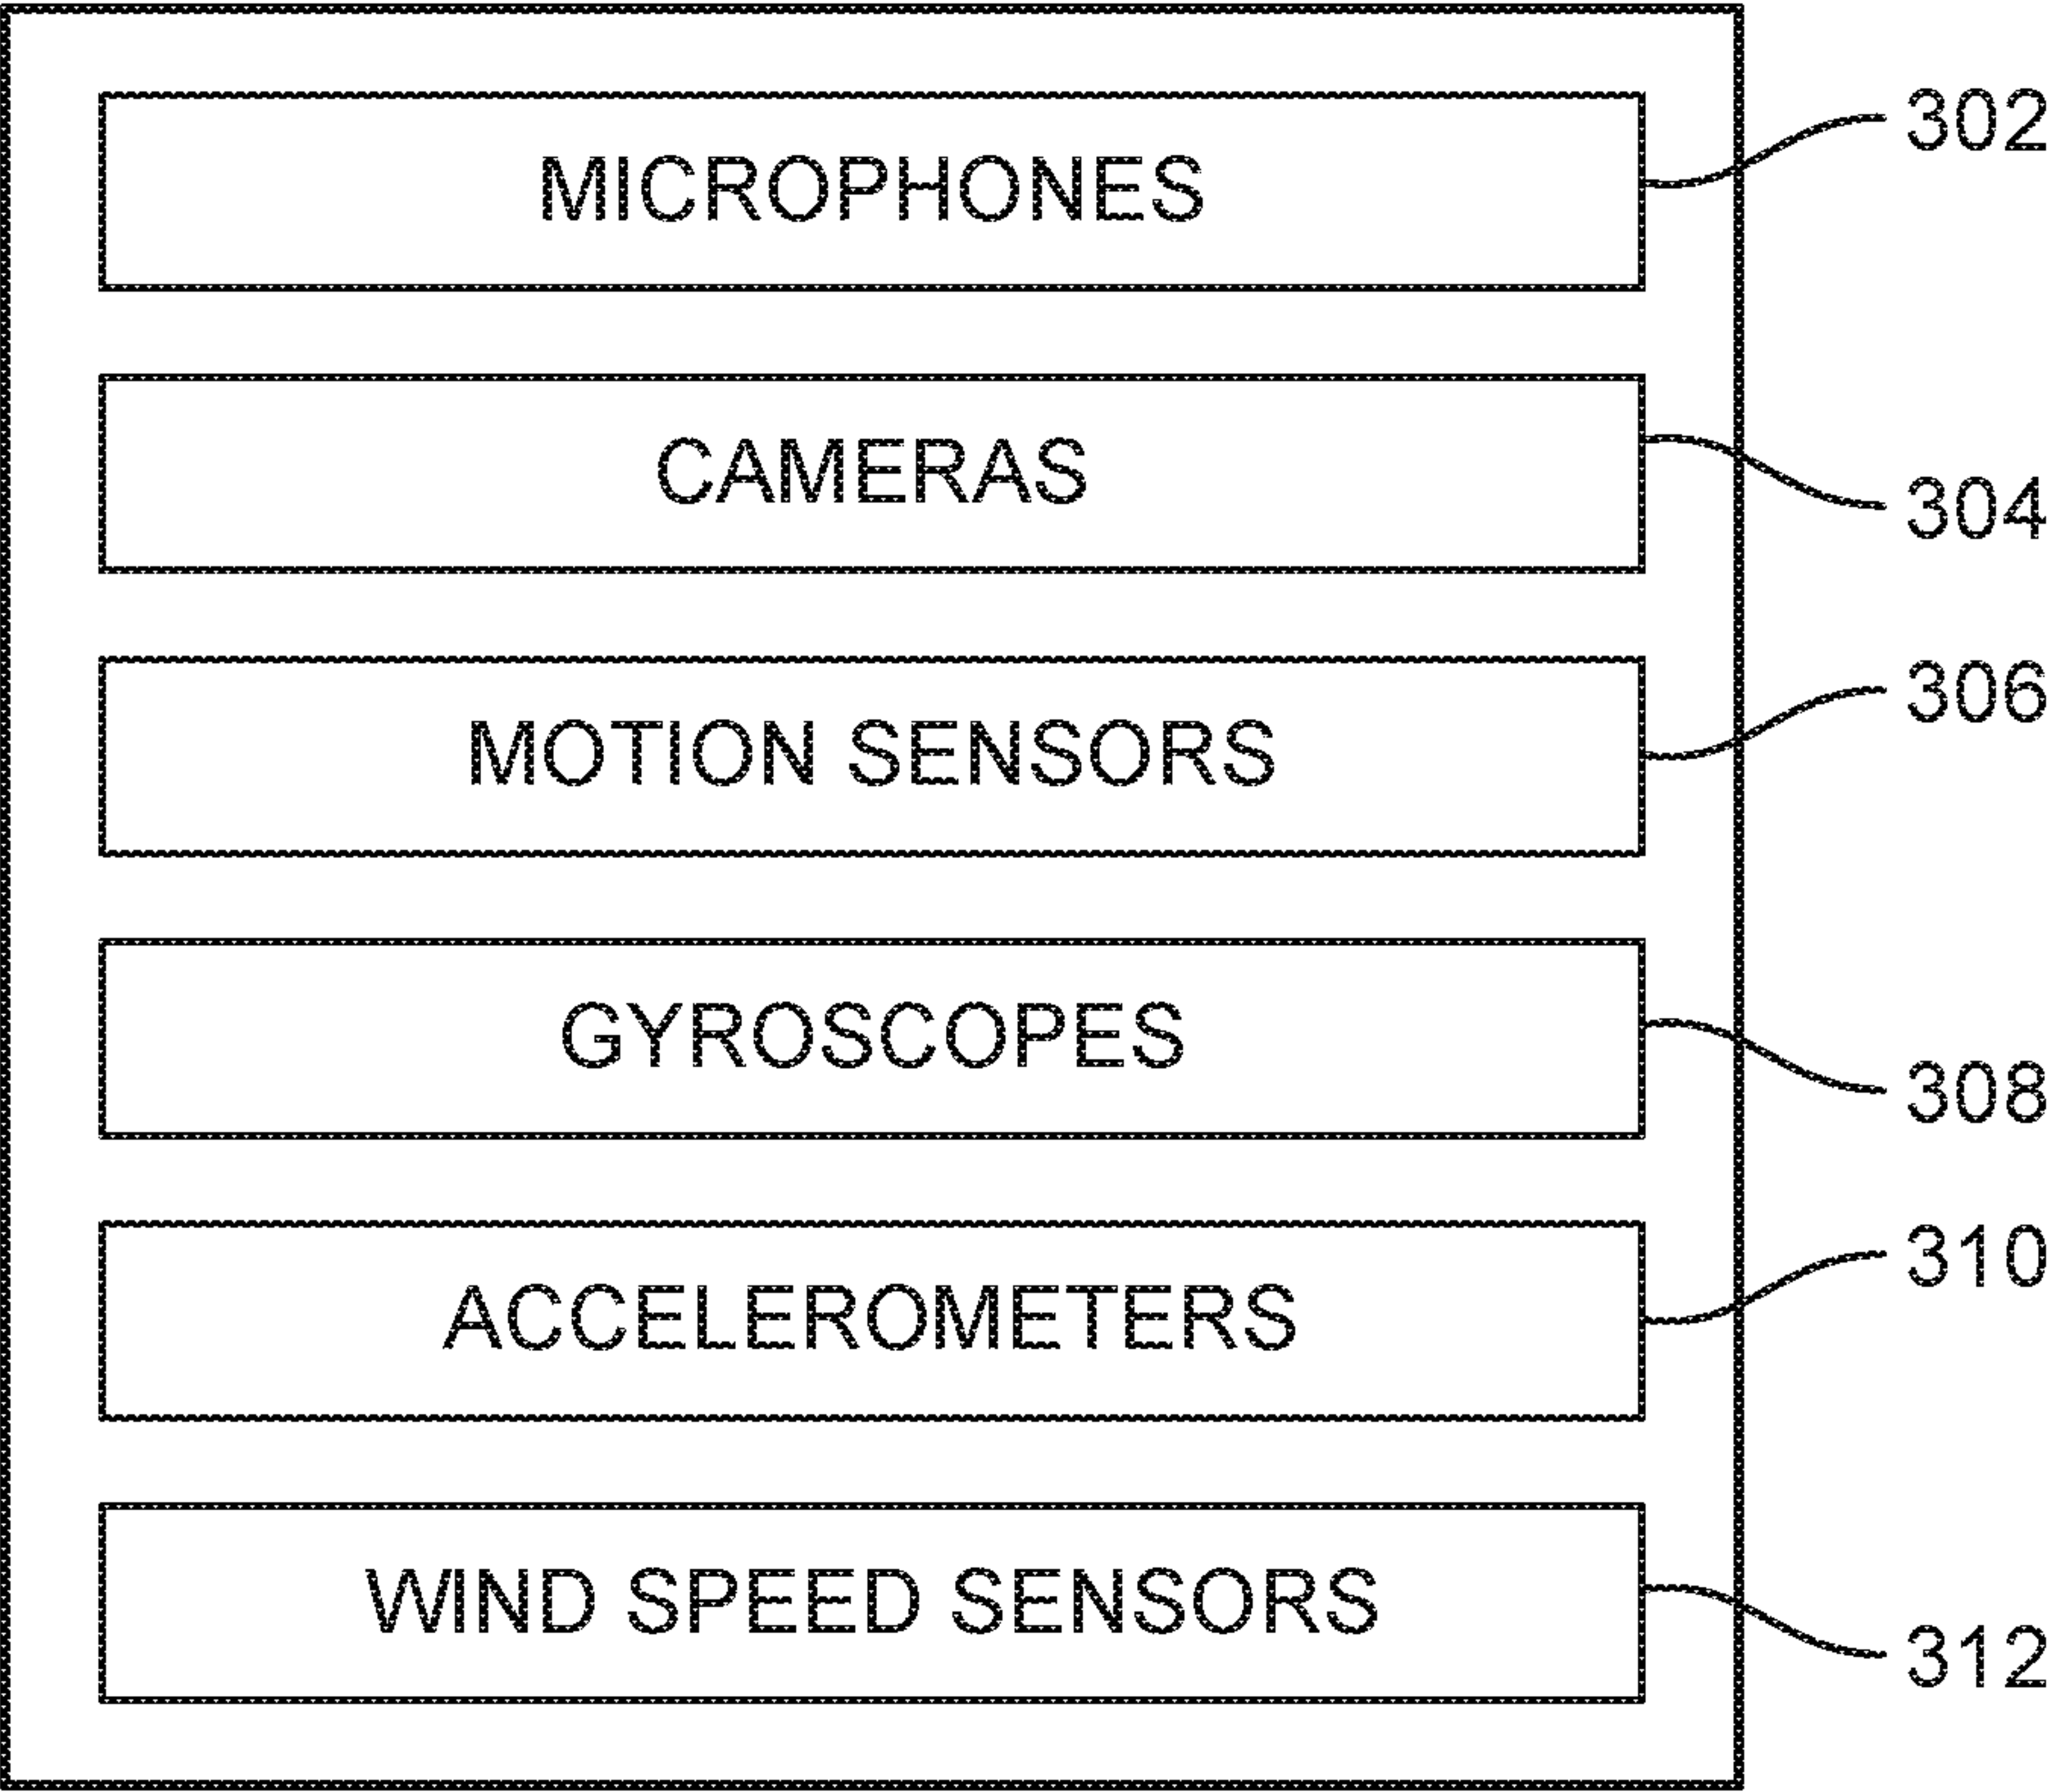 MICROPHONES 302
CAMERAS 304
MOTION SENSORS 306
GYROSCOPES 308
ACCELEROMETERS 310
WIND SPEED SENSORS 312